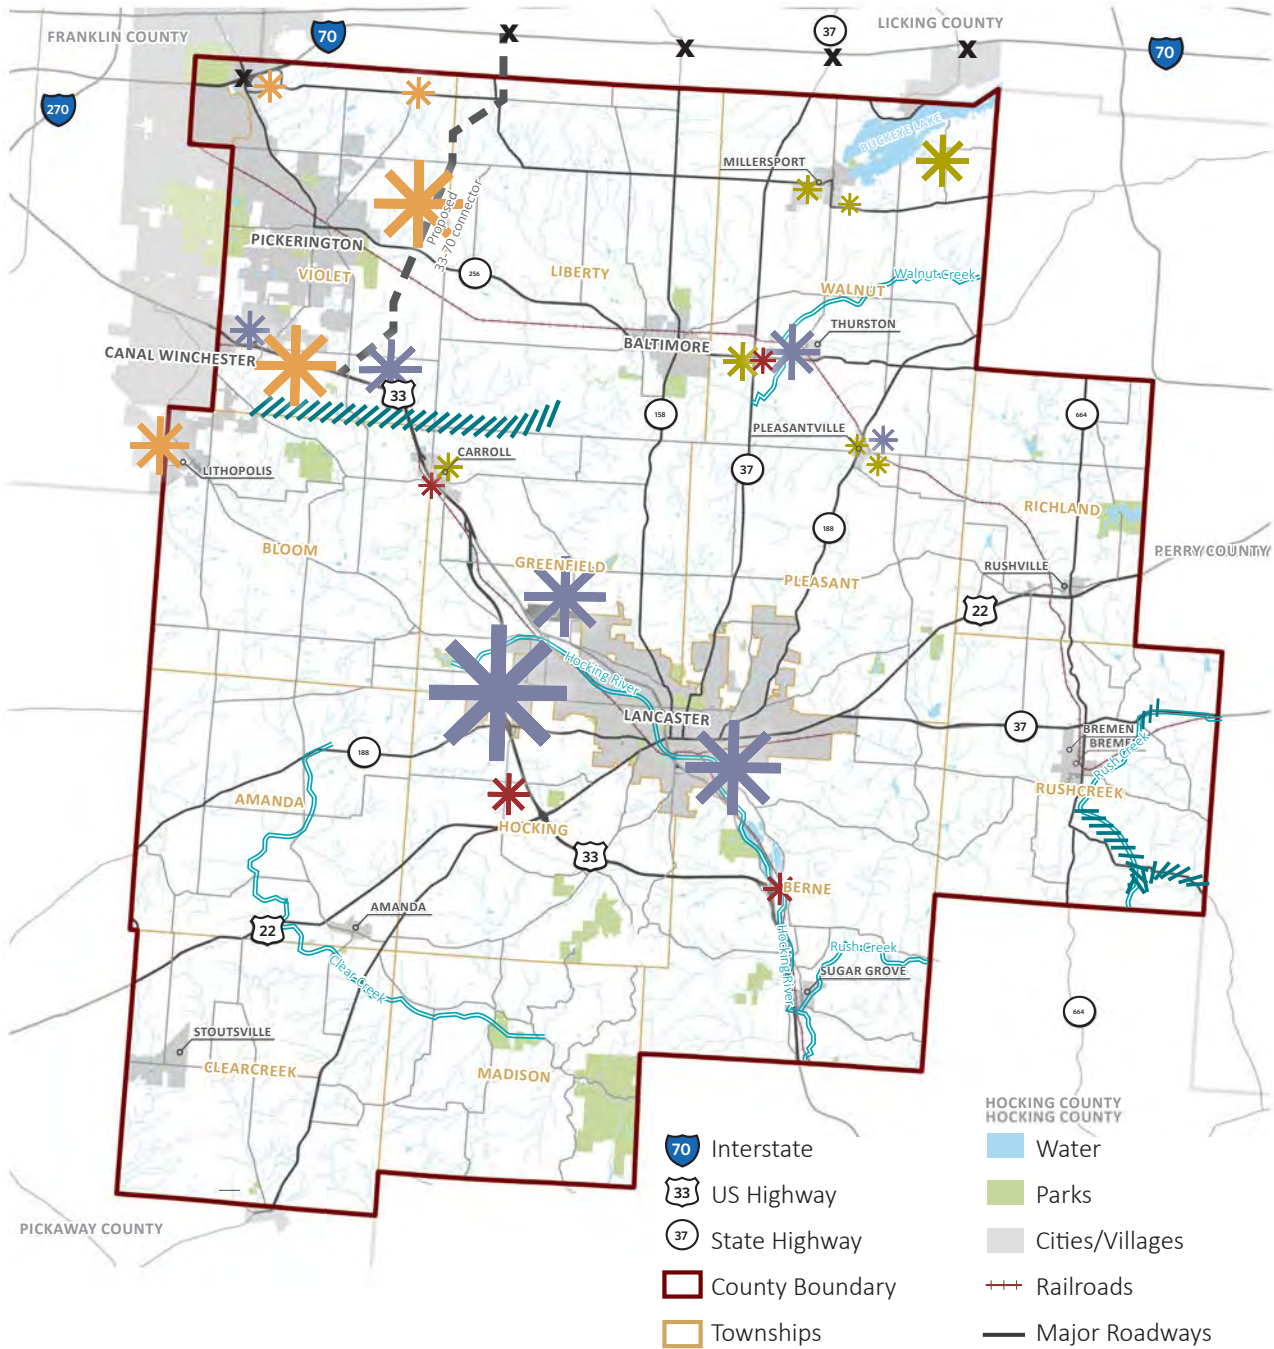 FRANKLIN COUNTY
LICKING COUNTY
70
37
70
270
X
X
X
X
X
BUCKEYE LAKE
MILLERSPORT
Proposed
33-70 connector
PICKERINGTON
VIOLET
256
LIBERTY
Walnut Creek
WALNUT
THURSTON
BALTIMORE
CANAL WINCHESTER
33
158
664
PLEASANTVILLE
CARROLL
37
LITHOPOLIS
RICHLAND
188
BLOOM
GREENFIELD
PERRY COUNTY
RUSHVILLE
PLEASANT
22
Hocking River
LANCASTER
37
BREMEN
BREMEN
Rush Creek
188
RUSHCREEK
AMANDA
HOCKING
33
BERNE
AMANDA
22
Hocking River
Rush Creek
SUGAR GROVE
Clear Creek
664
STOUTSVILLE
CLEARCREEK
MADISON
HOCKING COUNTY
HOCKING COUNTY
PICKAWAY COUNTY
70 Interstate
33 US Highway
37 State Highway
County Boundary
Townships
Water
Parks
Cities/Villages
Railroads
Major Roadways